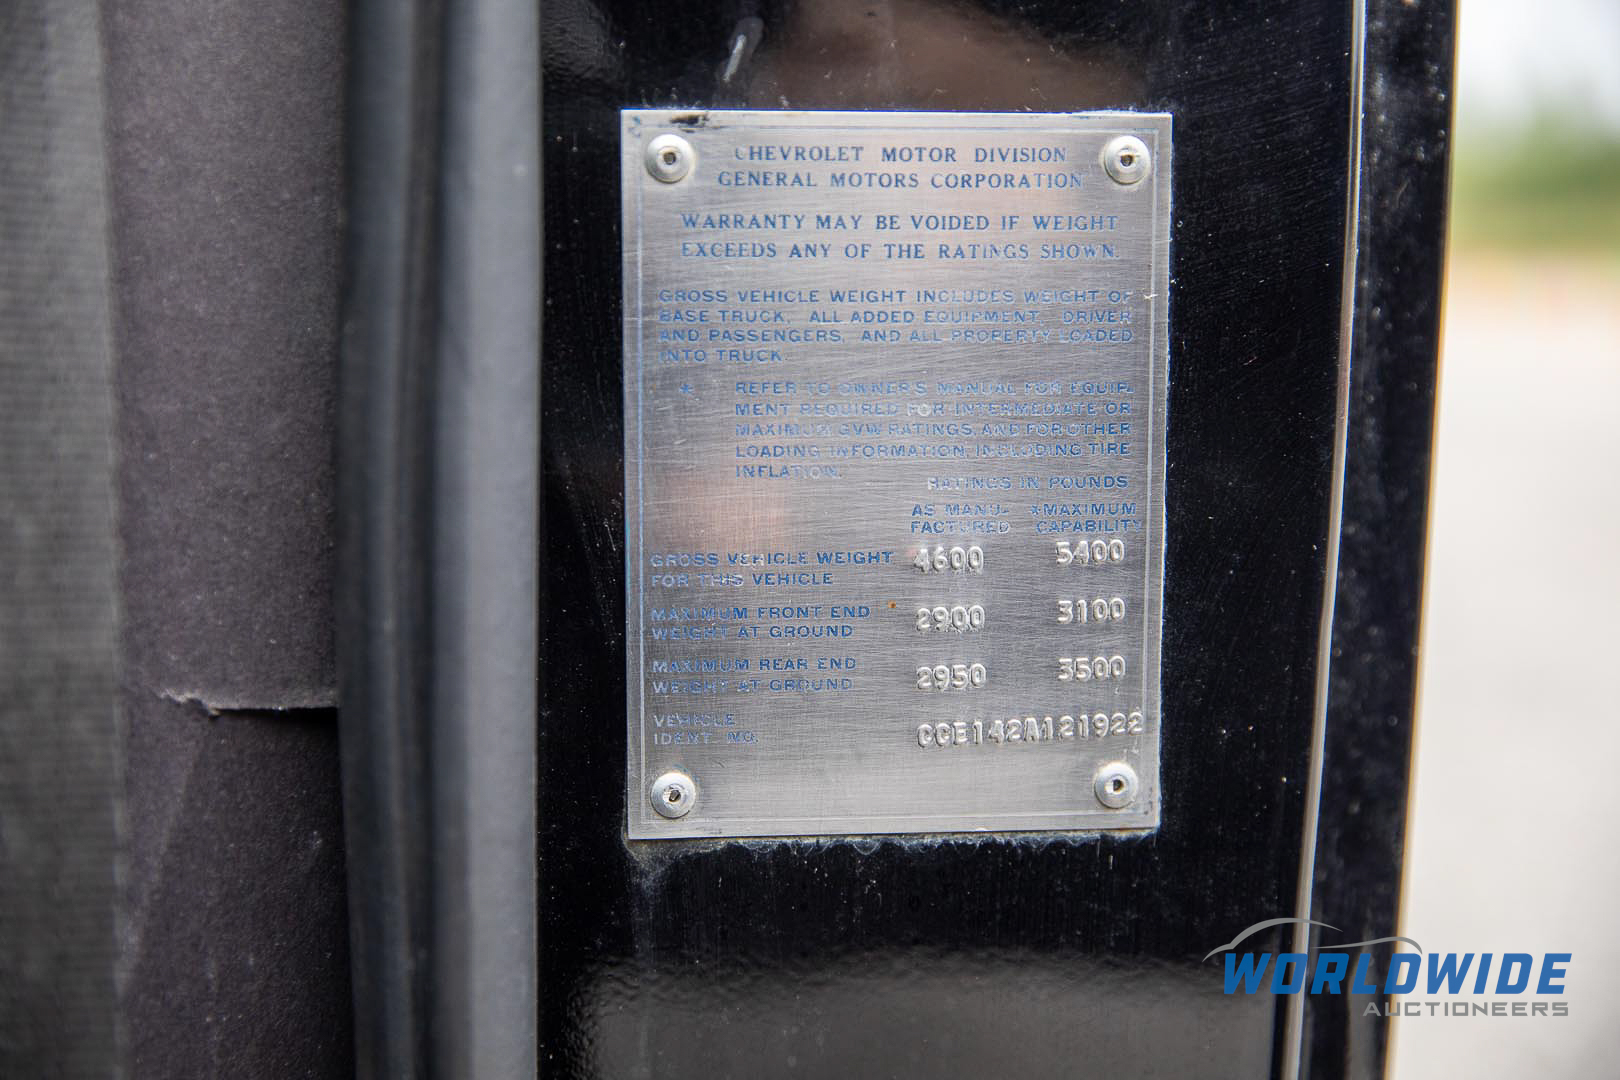 CHEVROLET MOTOR DIVISION
GENERAL MOTORS CORPORATION
WARRANTY MAY BE VOIDED IF WEIGHT
EXCEEDS ANY OF THE RATINGS SHOWN.
GROSS VEHICLE WEIGHT INCLUDES WEIGHT OF
BASE TRUCK, ALL ADDED EQUIPMENT, DRIVER
AND PASSENGERS, AND ALL PROPERTY LOADED
INTO TRUCK.
* REFER TO OWNER'S MANUAL FOR EQUIP-
MENT REQUIRED FOR INTERMEDIATE OR
MAXIMUM GVW RATINGS, AND FOR OTHER
LOADING INFORMATION, INCLUDING TIRE
INFLATION.
RATINGS IN POUNDS
AS MANU- *MAXIMUM
FACTURED CAPABILITY
GROSS VEHICLE WEIGHT 4600 5400
FOR THIS VEHICLE
MAXIMUM FRONT END 2900 3100
WEIGHT AT GROUND
MAXIMUM REAR END 2950 3500
WEIGHT AT GROUND
VEHICLE
IDENT. NO. CCE142A121922
WORLDWIDE
AUCTIONEERS